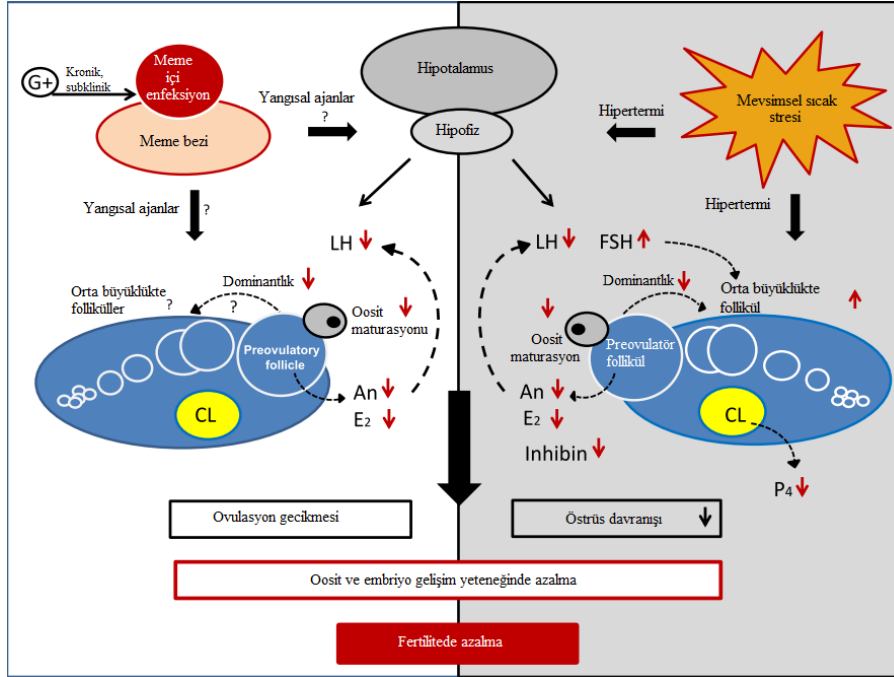 G+
Kronik,
subklinik
Meme
içi
enfeksiyon
Meme bezi
Yangısal ajanlar
?
Hipotalamus
Hipofiz
Hipertermi
Mevsimsel sıcak
stresi
Yangısal ajanlar
?
Hipertermi
LH
LH
FSH
Orta büyüklükte
folliküller
?
Dominantlık
?
Oosit
maturasyonu
Preovulatory
follicle
CL
An
E2
Dominantlık
Orta büyüklükte
follikül
Oosit
maturasyon
Preovulatör
follikül
CL
An
E2
Inhibin
P4
Ovulasyon gecikmesi
Östrüs davranışı
Oosit ve embriyo gelişim yeteneğinde azalma
Fertilitede azalma